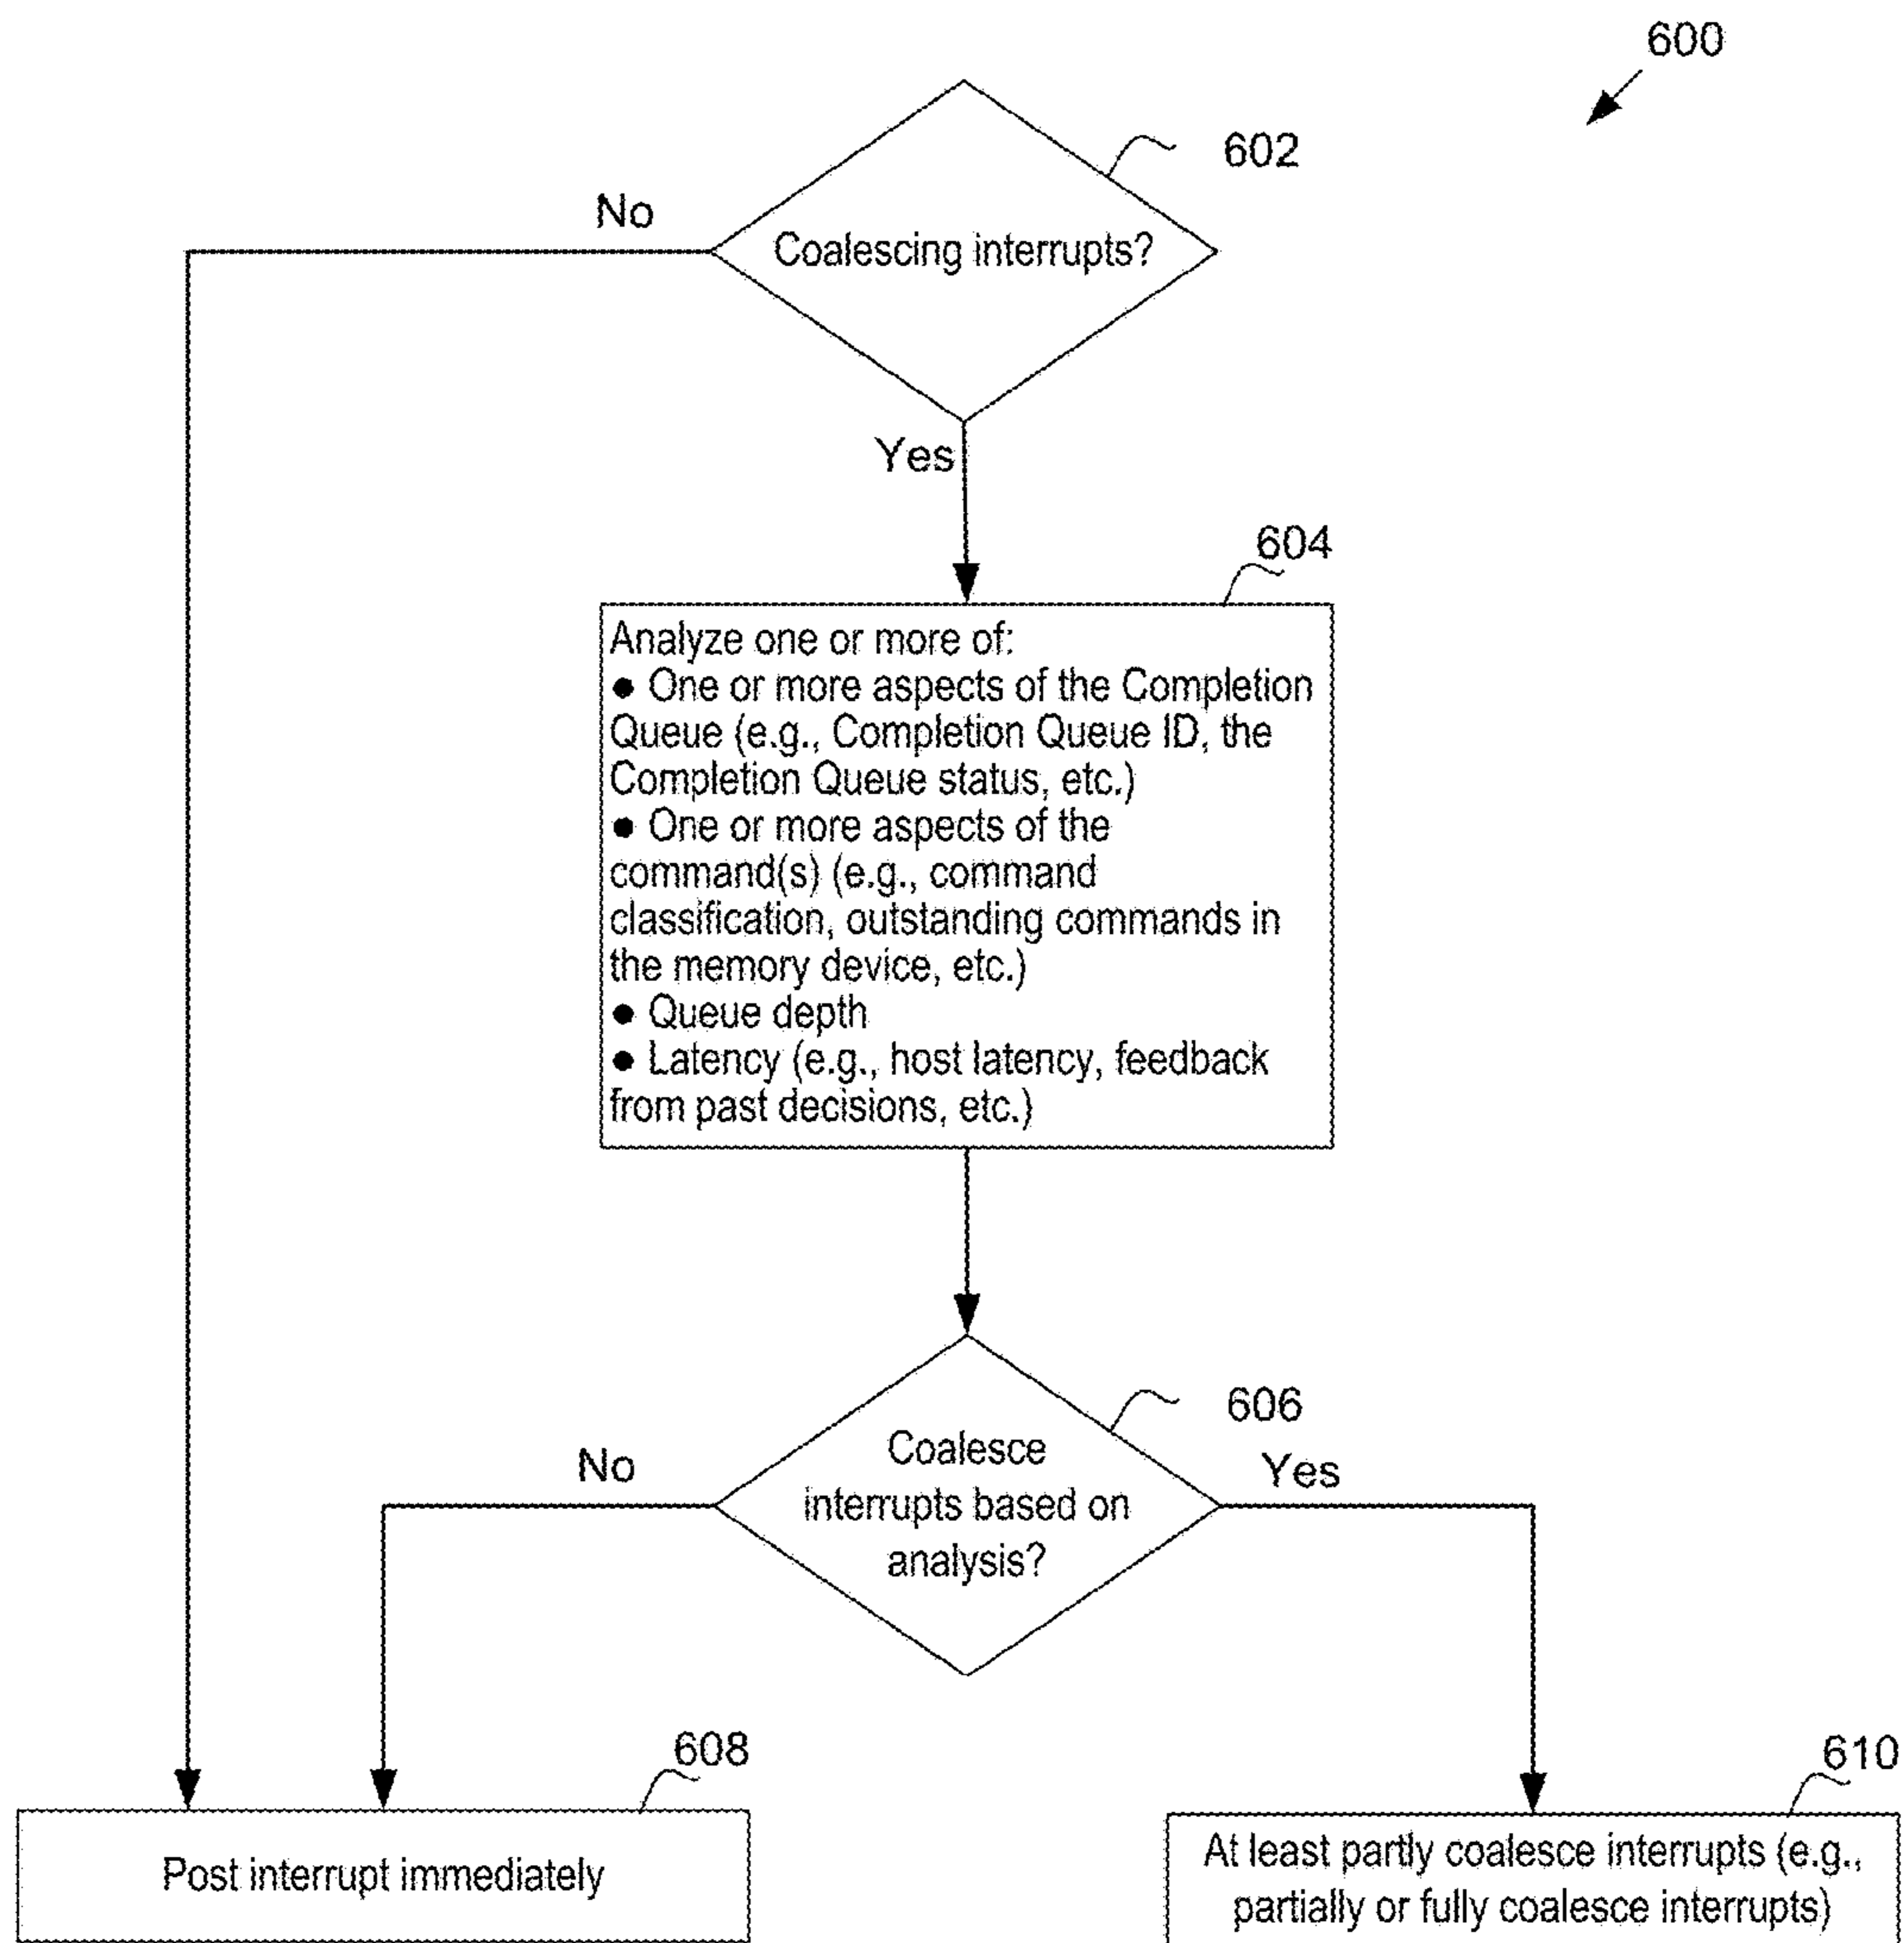 600
602
No
Coalescing interrupts?
Yes
604
Analyze one or more of:
● One or more aspects of the Completion
Queue (e.g., Completion Queue ID, the
Completion Queue status, etc.)
● One or more aspects of the
command(s) (e.g., command
classification, outstanding commands in
the memory device, etc.)
● Queue depth
● Latency (e.g., host latency, feedback
from past decisions, etc.)
606
No
Coalesce
interrupts based on
analysis?
Yes
608
Post interrupt immediately
610
At least partly coalesce interrupts (e.g.,
partially or fully coalesce interrupts)